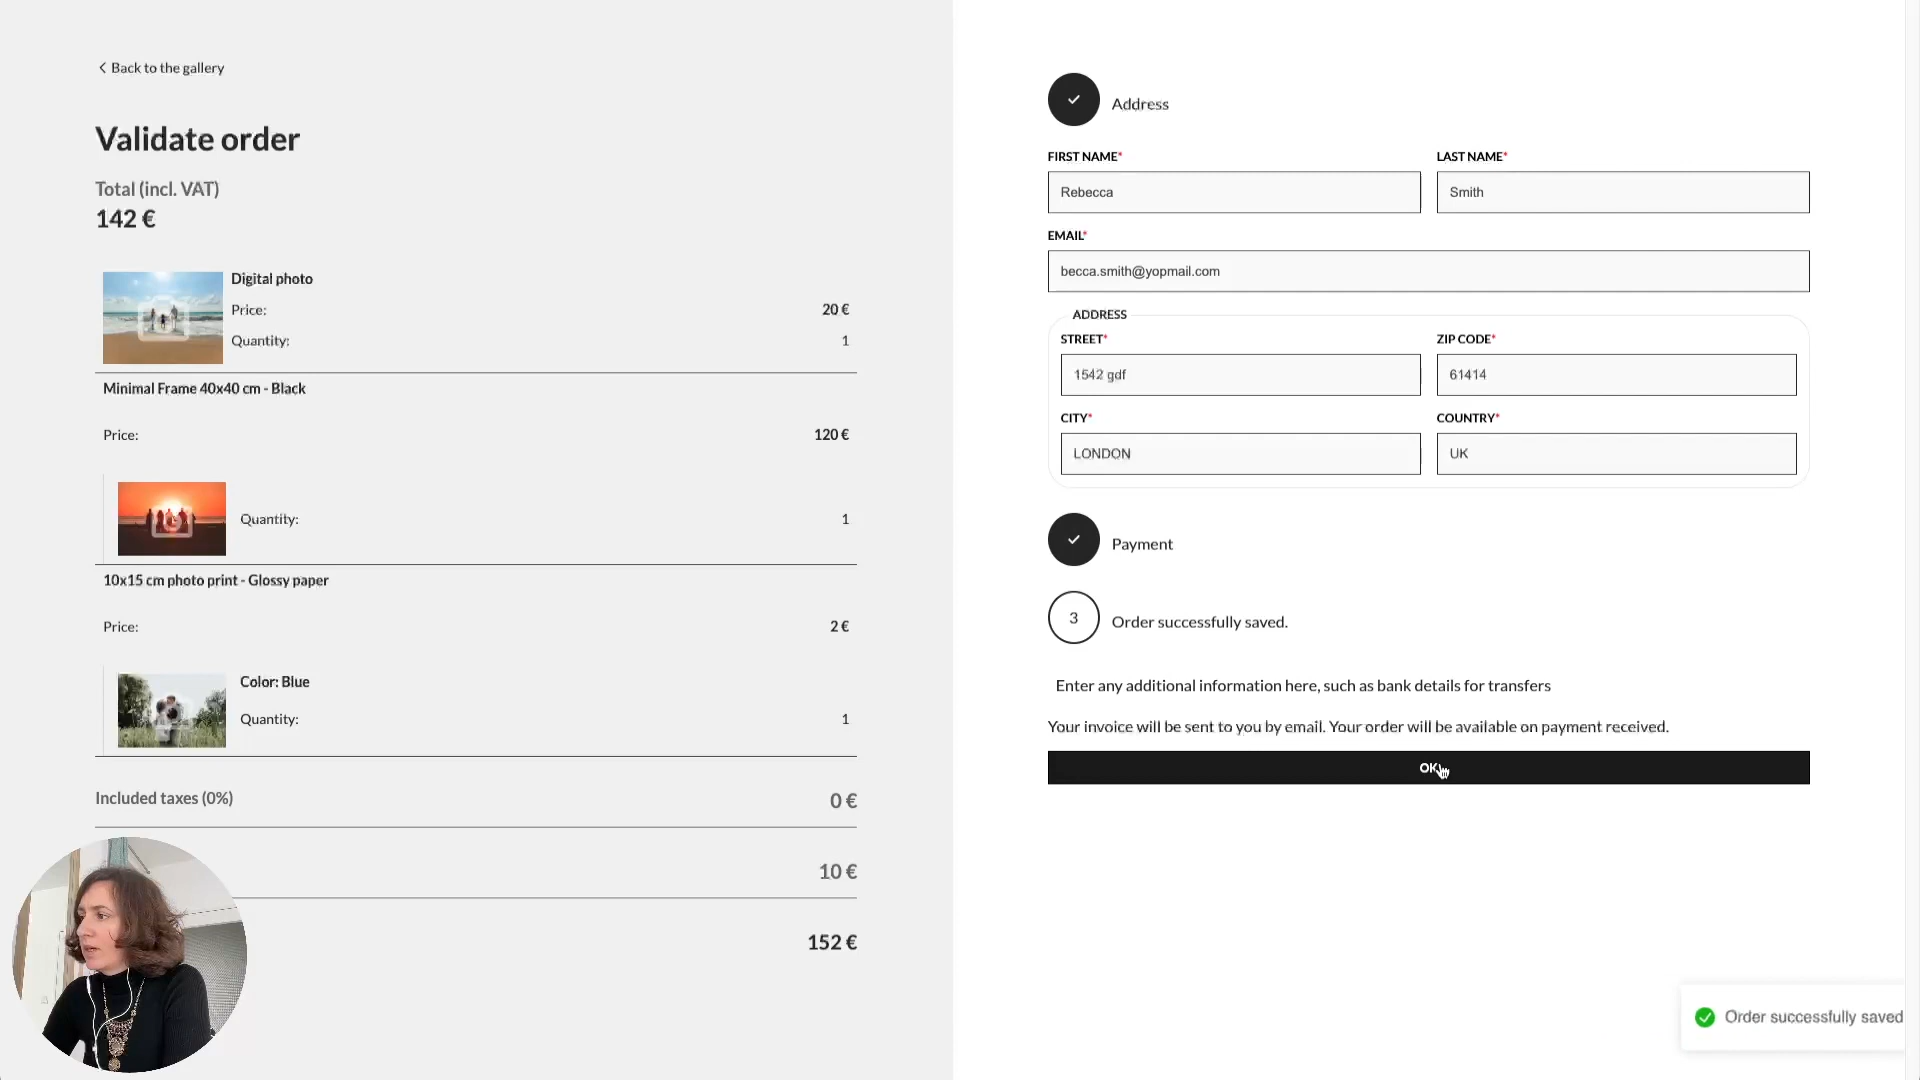 Back to the gallery
Validate order
Total (incl. VAT)
142 €
Digital photo
Price: 20 €
Quantity: 1
Minimal Frame 40x40 cm - Black
Price: 120 €
Quantity: 1
10x15 cm photo print - Glossy paper
Price: 2 €
Color: Blue
Quantity: 1
Included taxes (0%) 0 €
10 €
152 €
Address
FIRST NAME* LAST NAME*
Rebecca Smith
EMAIL*
becca.smith@yopmail.com
ADDRESS
STREET* ZIP CODE*
1542 gdf 61414
CITY* COUNTRY*
LONDON UK
Payment
3 Order successfully saved.
Enter any additional information here, such as bank details for transfers
Your invoice will be sent to you by email. Your order will be available on payment received.
OK
Order successfully saved